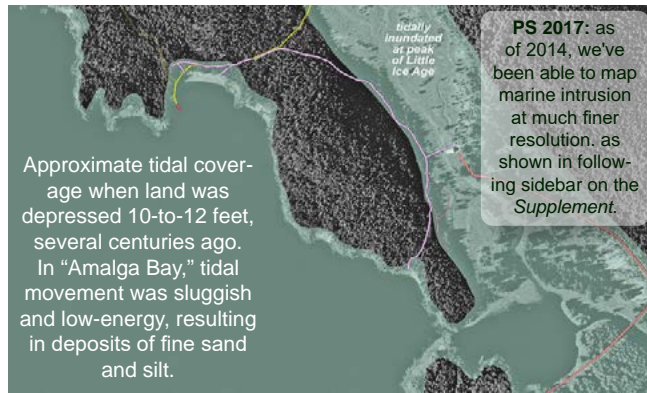 tidally
inundated
at peak
of Little
Ice Age
PS 2017: as
of 2014, we've
been able to map
marine intrusion
at much finer
resolution. as
shown in follow-
ing sidebar on the
Supplement.
Approximate tidal cover-
age when land was
depressed 10-to-12 feet,
several centuries ago.
In “Amalga Bay,” tidal
movement was sluggish
and low-energy, resulting
in deposits of fine sand
and silt.